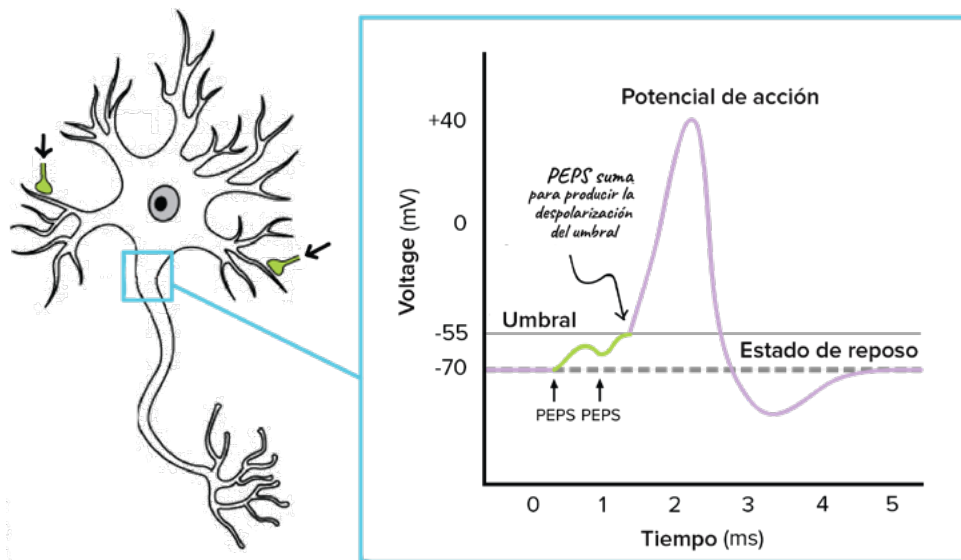 Potencial de acción
+40
PEPS suma
para producir la
despolarización
del umbral
0
Voltage (mV)
Umbral
-55
Estado de reposo
-70
PEPS
PEPS
0
1
2
3
4
5
Tiempo (ms)